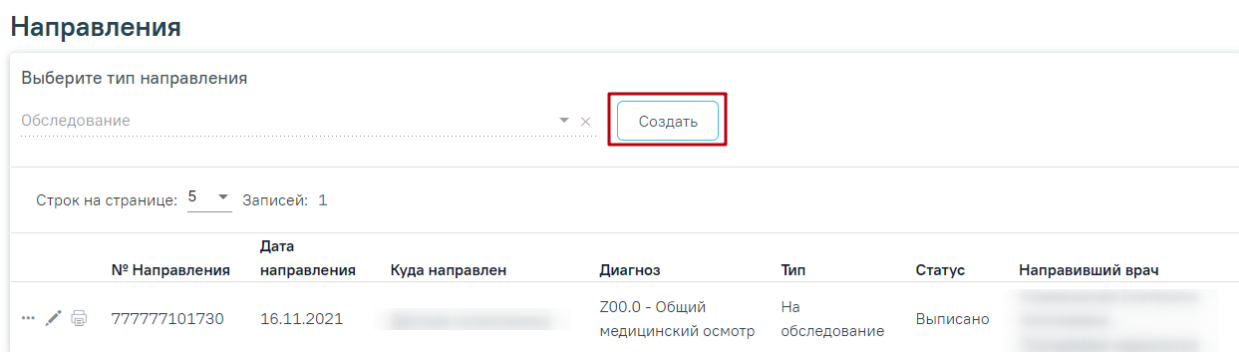 Направления
Выберите тип направления
Обследование
Создать
Строк на странице: 5 Записей: 1
Дата
№ Направления направления Куда направлен Диагноз Тип Статус Направивший врач
Z00.0 - Общий На
777777101730 16.11.2021 Выписано
медицинский осмотр обследование